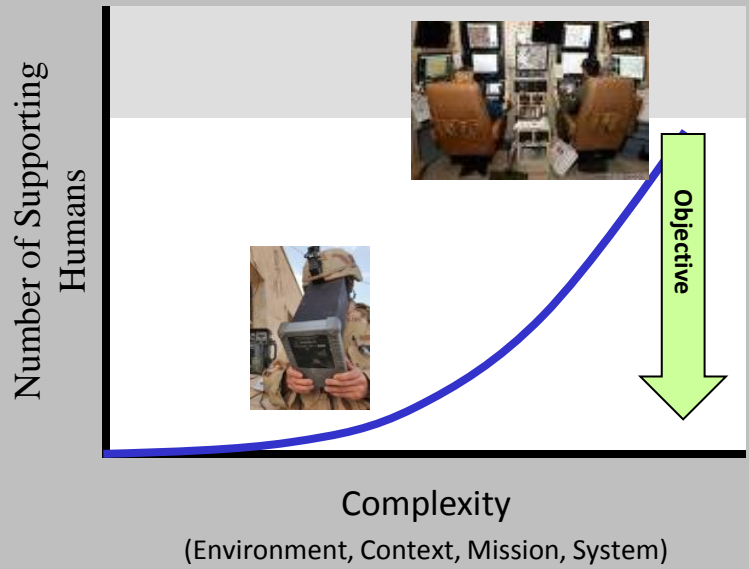 Number of Supporting
Humans
Objective
Complexity
(Environment, Context, Mission, System)